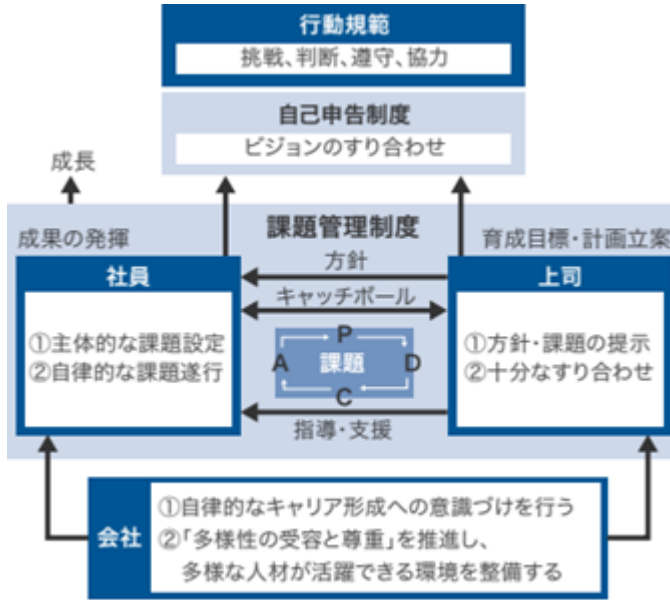 行動規範
挑戦、判断、遵守、協力
自己申告制度
ビジョンのすり合わせ
成長
成果の発揮
課題管理制度
育成目標・計画立案
社員
①主体的な課題設定
②自律的な課題遂行
方針
キャッチボール
P
A
課題
D
C
指導・支援
上司
①方針・課題の提示
②十分なすり合わせ
会社
①自律的なキャリア形成への意識づけを行う
②「多様性の受容と尊重」を推進し、
多様な人材が活躍できる環境を整備する